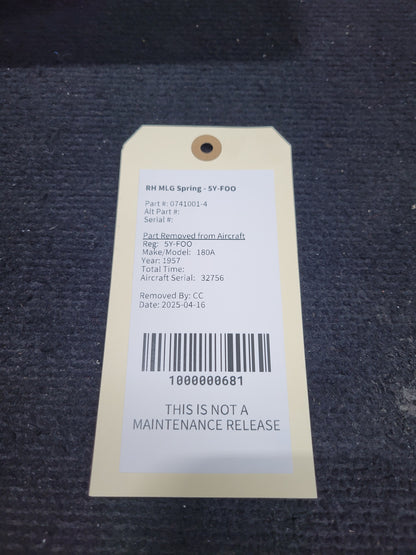 RH MLG Spring - 5Y-FOO
Part #: 0741001-4
Alt Part #:
Serial #:
Part Removed from Aircraft
Reg: 5Y-FOO
Make/Model: 180A
Year: 1957
Total Time:
Aircraft Serial: 32756
Removed By: CC
Date: 2025-04-16
1000000681
THIS IS NOT A
MAINTENANCE RELEASE